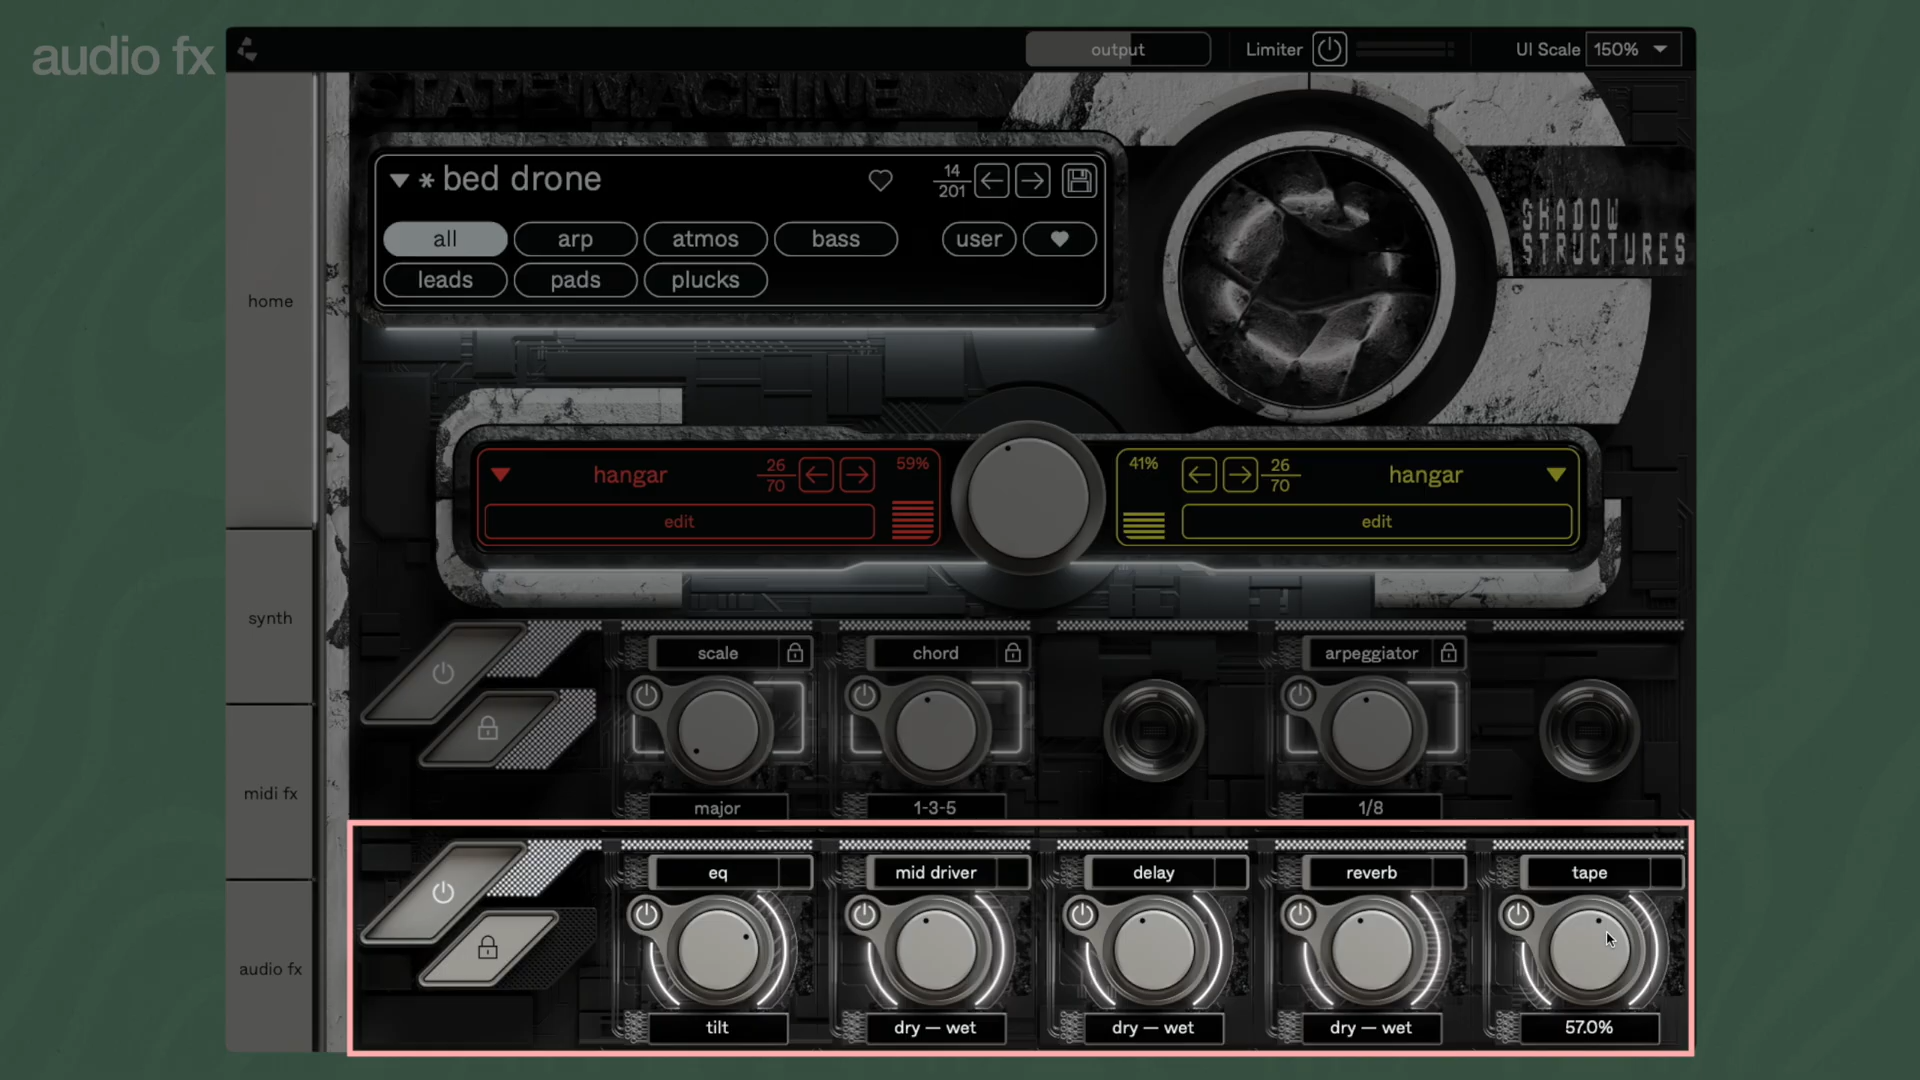 audio fx
output
Limiter
UI Scale 150%
STATE MACHINE
* bed drone
14
201
all arp atmos bass user
leads pads plucks
SHADOW
STRUCTURES
home
hangar 26
70
59%
edit
41%
26
70 hangar
edit
synth
scale chord arpeggiator
major 1-3-5 1/8
midi fx
eq mid driver delay reverb tape
audio fx
tilt dry — wet dry — wet dry — wet 57.0%